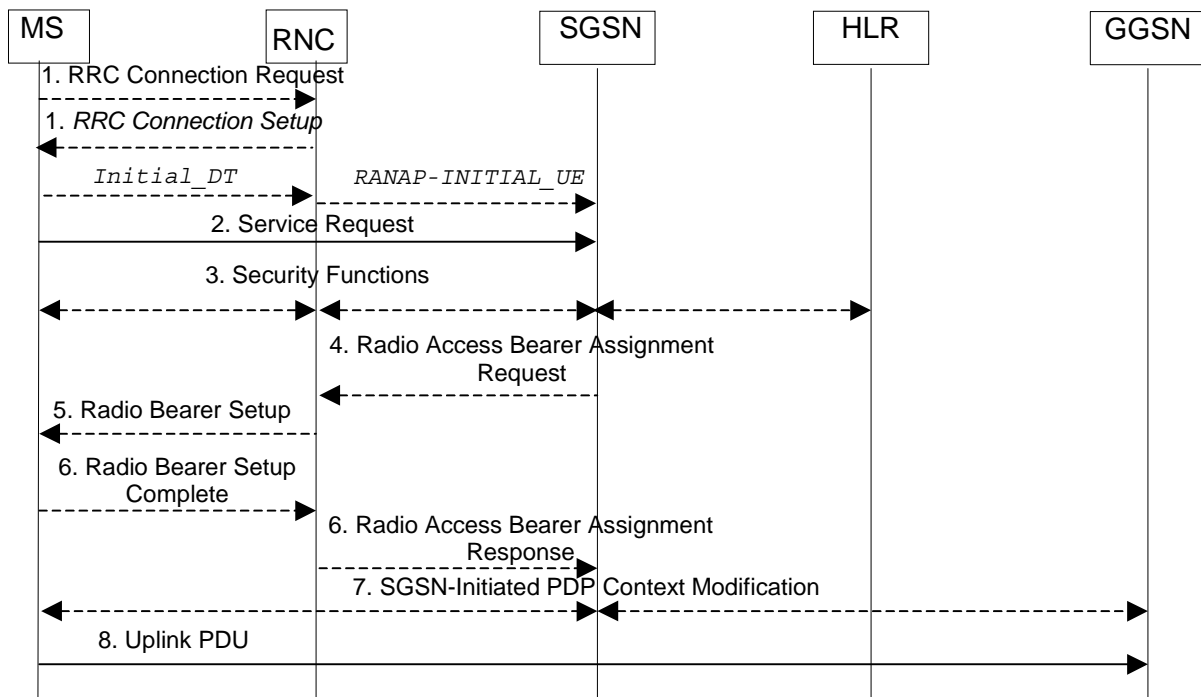 MS
RNC
SGSN
HLR
GGSN
1. RRC Connection Request
1. RRC Connection Setup
Initial_DT
RANAP-INITIAL_UE
2. Service Request
3. Security Functions
4. Radio Access Bearer Assignment
Request
5. Radio Bearer Setup
6. Radio Bearer Setup
Complete
6. Radio Access Bearer Assignment
Response
7. SGSN-Initiated PDP Context Modification
8. Uplink PDU